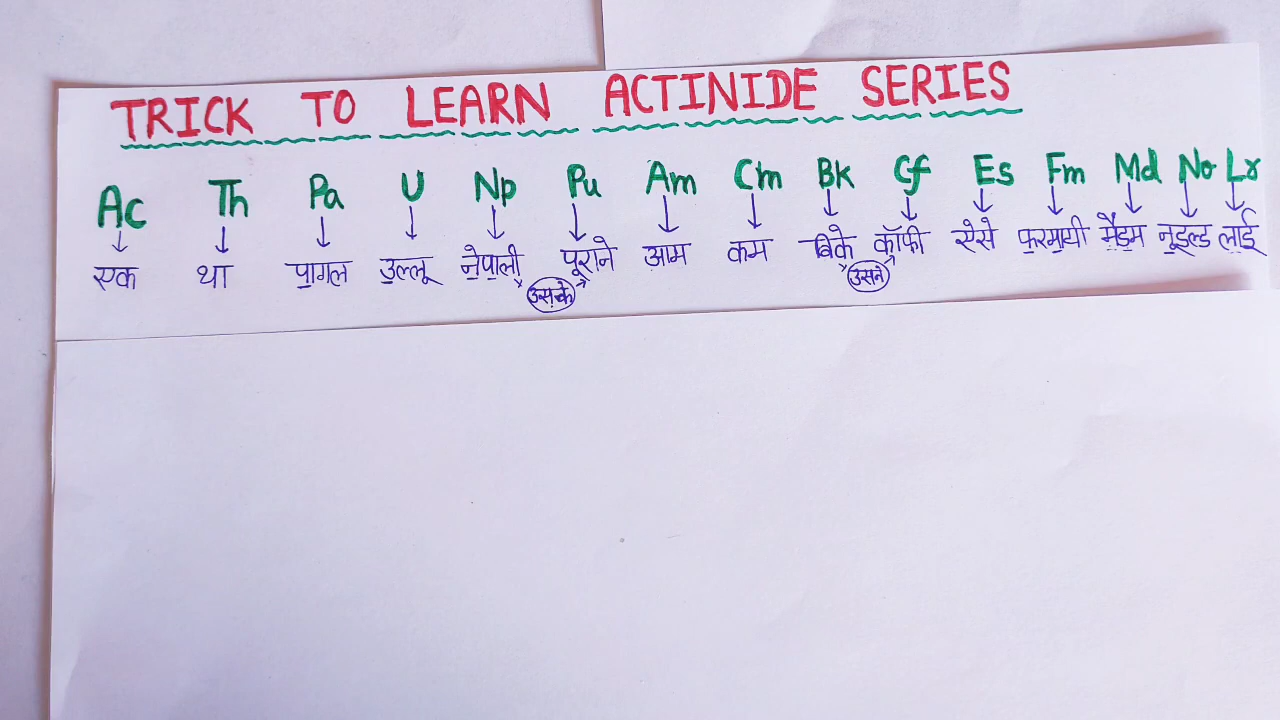 TRICK TO LEARN ACTINIDE SERIES
Ac Th Pa U Np Pu Am Cm Bk Cf Es Fm Md No Lr
एक था पागल उल्लू नेपाली पूराने आम कम बिके कॉफी ऐसे फरमायी मैडम नूडल्ड लाई
उसके उसने